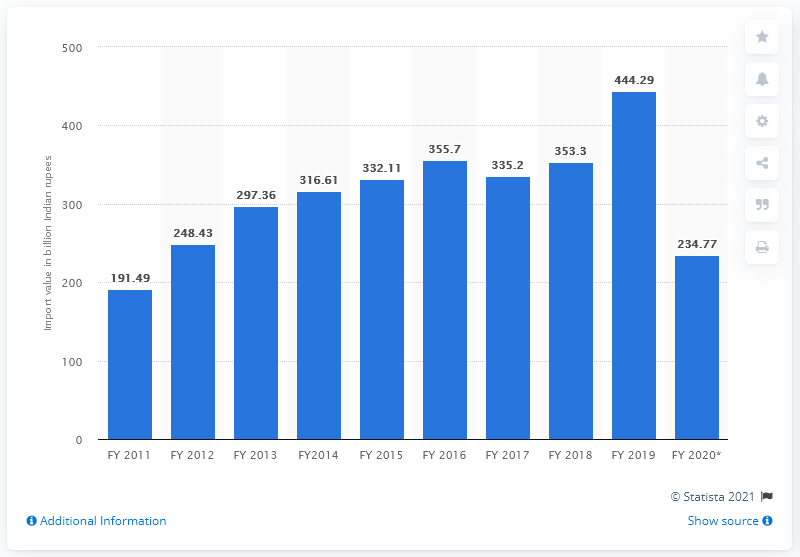 500
400
300
200
100
0
Import value in billion Indian rupees
191.49
248.43
297.36
316.61
332.11
355.7
335.2
353.3
444.29
234.77
FY 2011
FY 2012
FY 2013
FY2014
FY 2015
FY 2016
FY 2017
FY 2018
FY 2019
FY 2020*
© Statista 2021
Additional Information
Show source